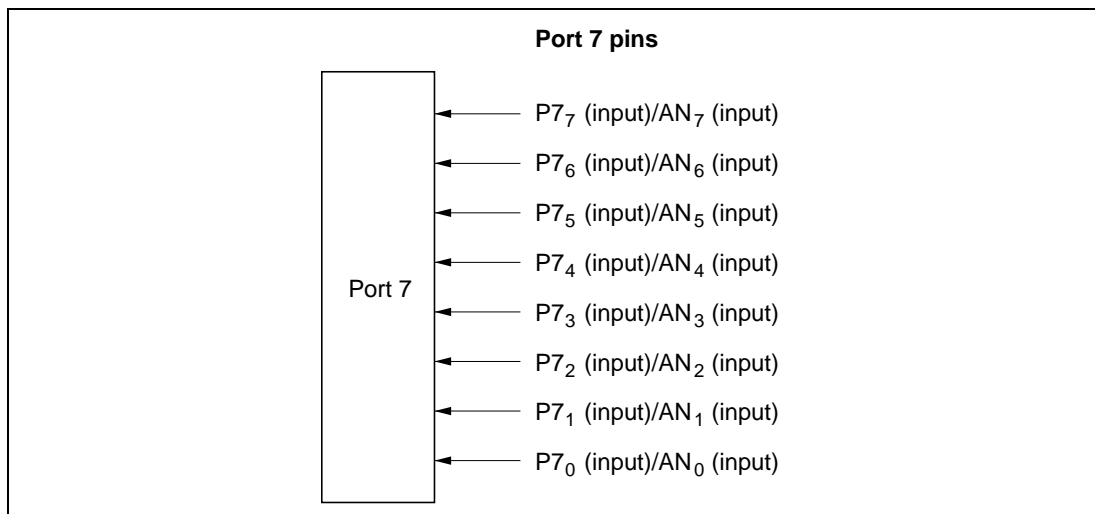 Port 7 pins
P7₇ (input)/AN₇ (input)
P7₆ (input)/AN₆ (input)
P7₅ (input)/AN₅ (input)
P7₄ (input)/AN₄ (input)
Port 7
P7₃ (input)/AN₃ (input)
P7₂ (input)/AN₂ (input)
P7₁ (input)/AN₁ (input)
P7₀ (input)/AN₀ (input)